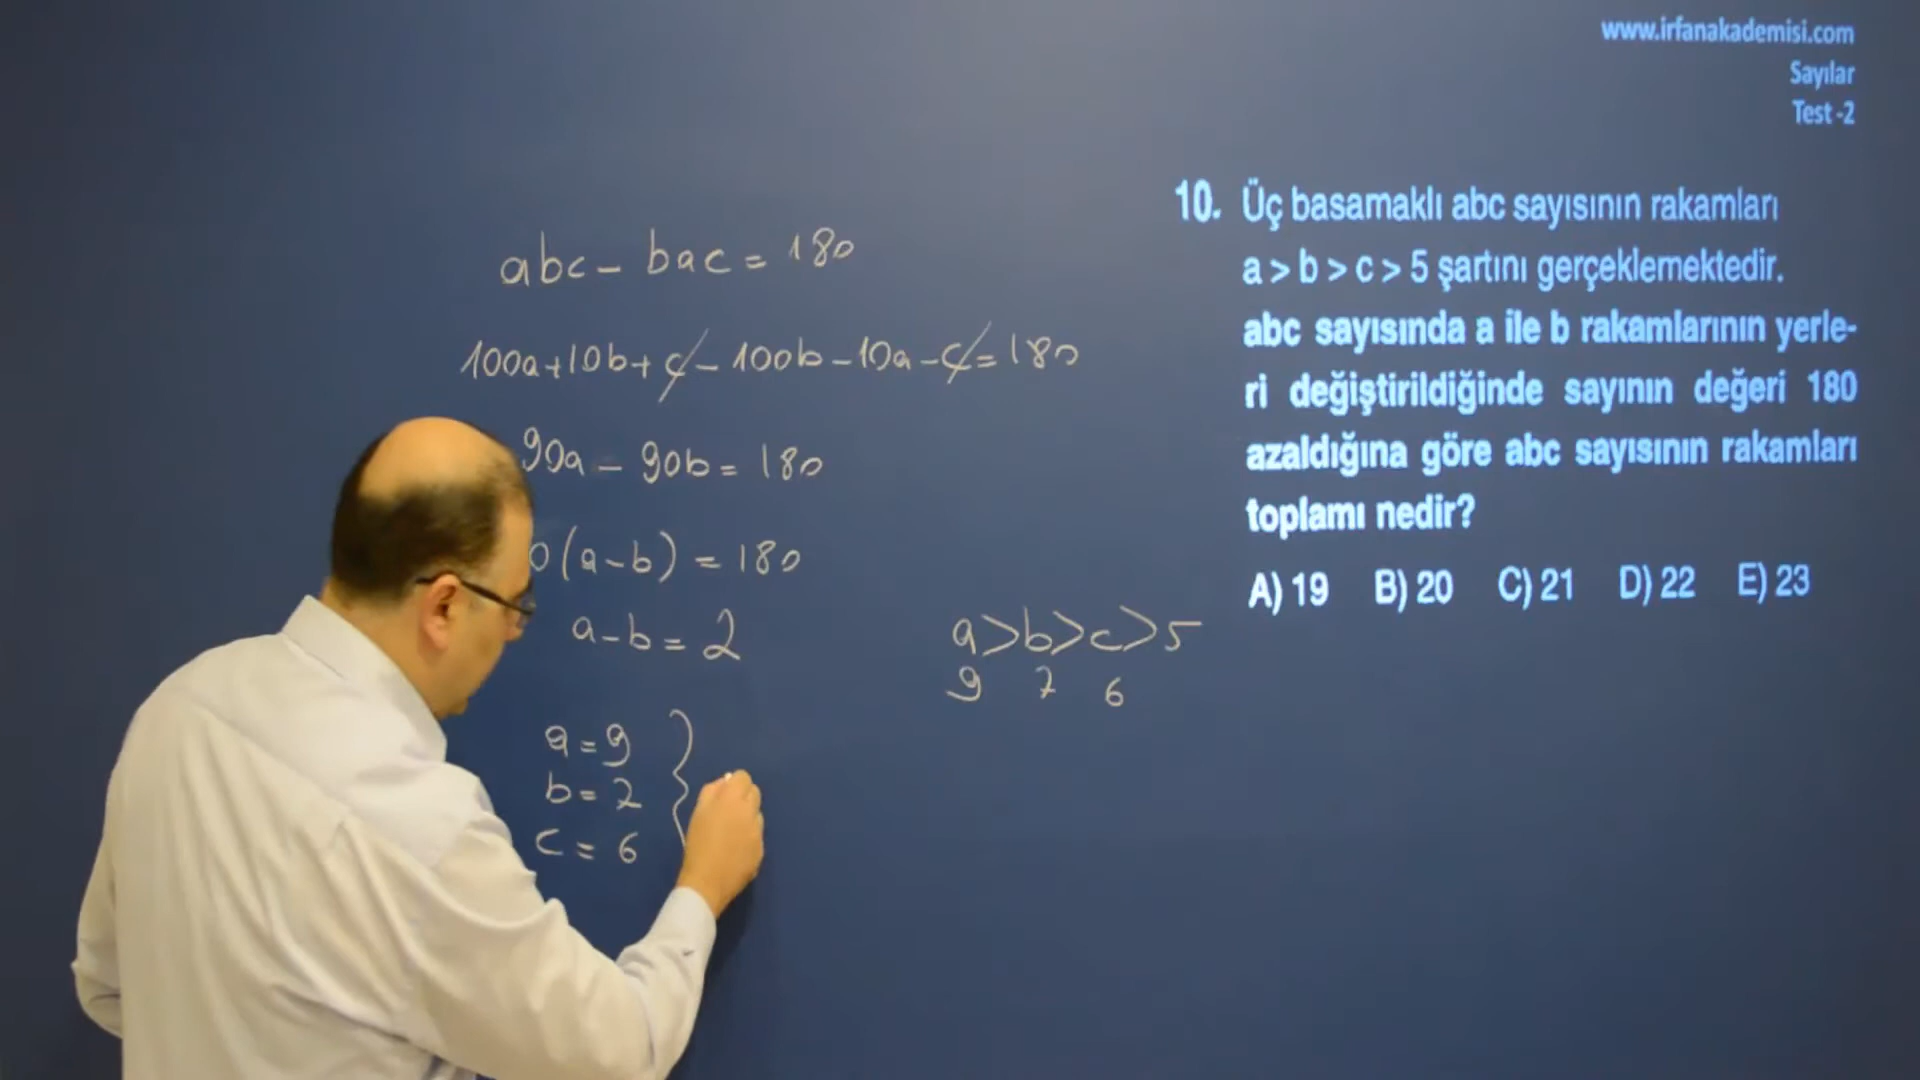 www.irfanakademisi.com
Sayılar
Test -2
10. Üç basamaklı abc sayısının rakamları
a > b > c > 5 şartını gerçeklemektedir.
abc sayısında a ile b rakamlarının yerle-
ri değiştirildiğinde sayının değeri 180
azaldığına göre abc sayısının rakamları
toplamı nedir?
A) 19 B) 20 C) 21 D) 22 E) 23
abc - bac = 180
100a+10b+c - 100b - 10a - c = 180
90a - 90b = 180
0(a-b) = 180
a-b = 2
a = 9
b = 7
c = 6
a>b>c>5
9 7 6